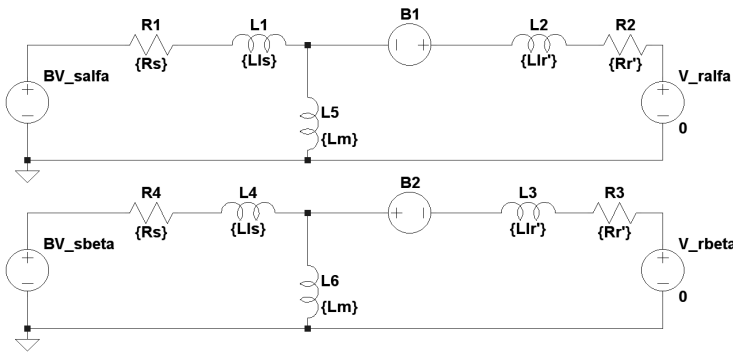 R1 L1 B1 L2 R2
{Rs} {Lls} {Llr'} {Rr'}
BV_salfa V_ralfa
L5
{Lm}
0
R4 L4 B2 L3 R3
{Rs} {Lls} {Llr'} {Rr'}
BV_sbeta V_rbeta
L6
{Lm}
0